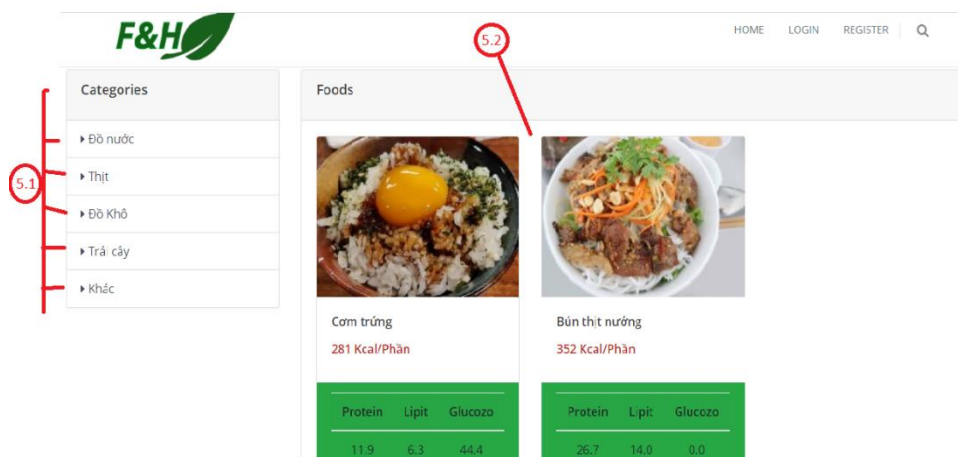 F&H
HOME LOGIN REGISTER
5.2
Categories
Đồ nước
Thịt
Đồ Khô
Trái cây
Khác
5.1
Foods
Cơm trứng
281 Kcal/Phần
Protein Lipit Glucozo
11.9 6.3 44.4
Bún thịt nướng
352 Kcal/Phần
Protein Lipit Glucozo
26.7 14.0 0.0